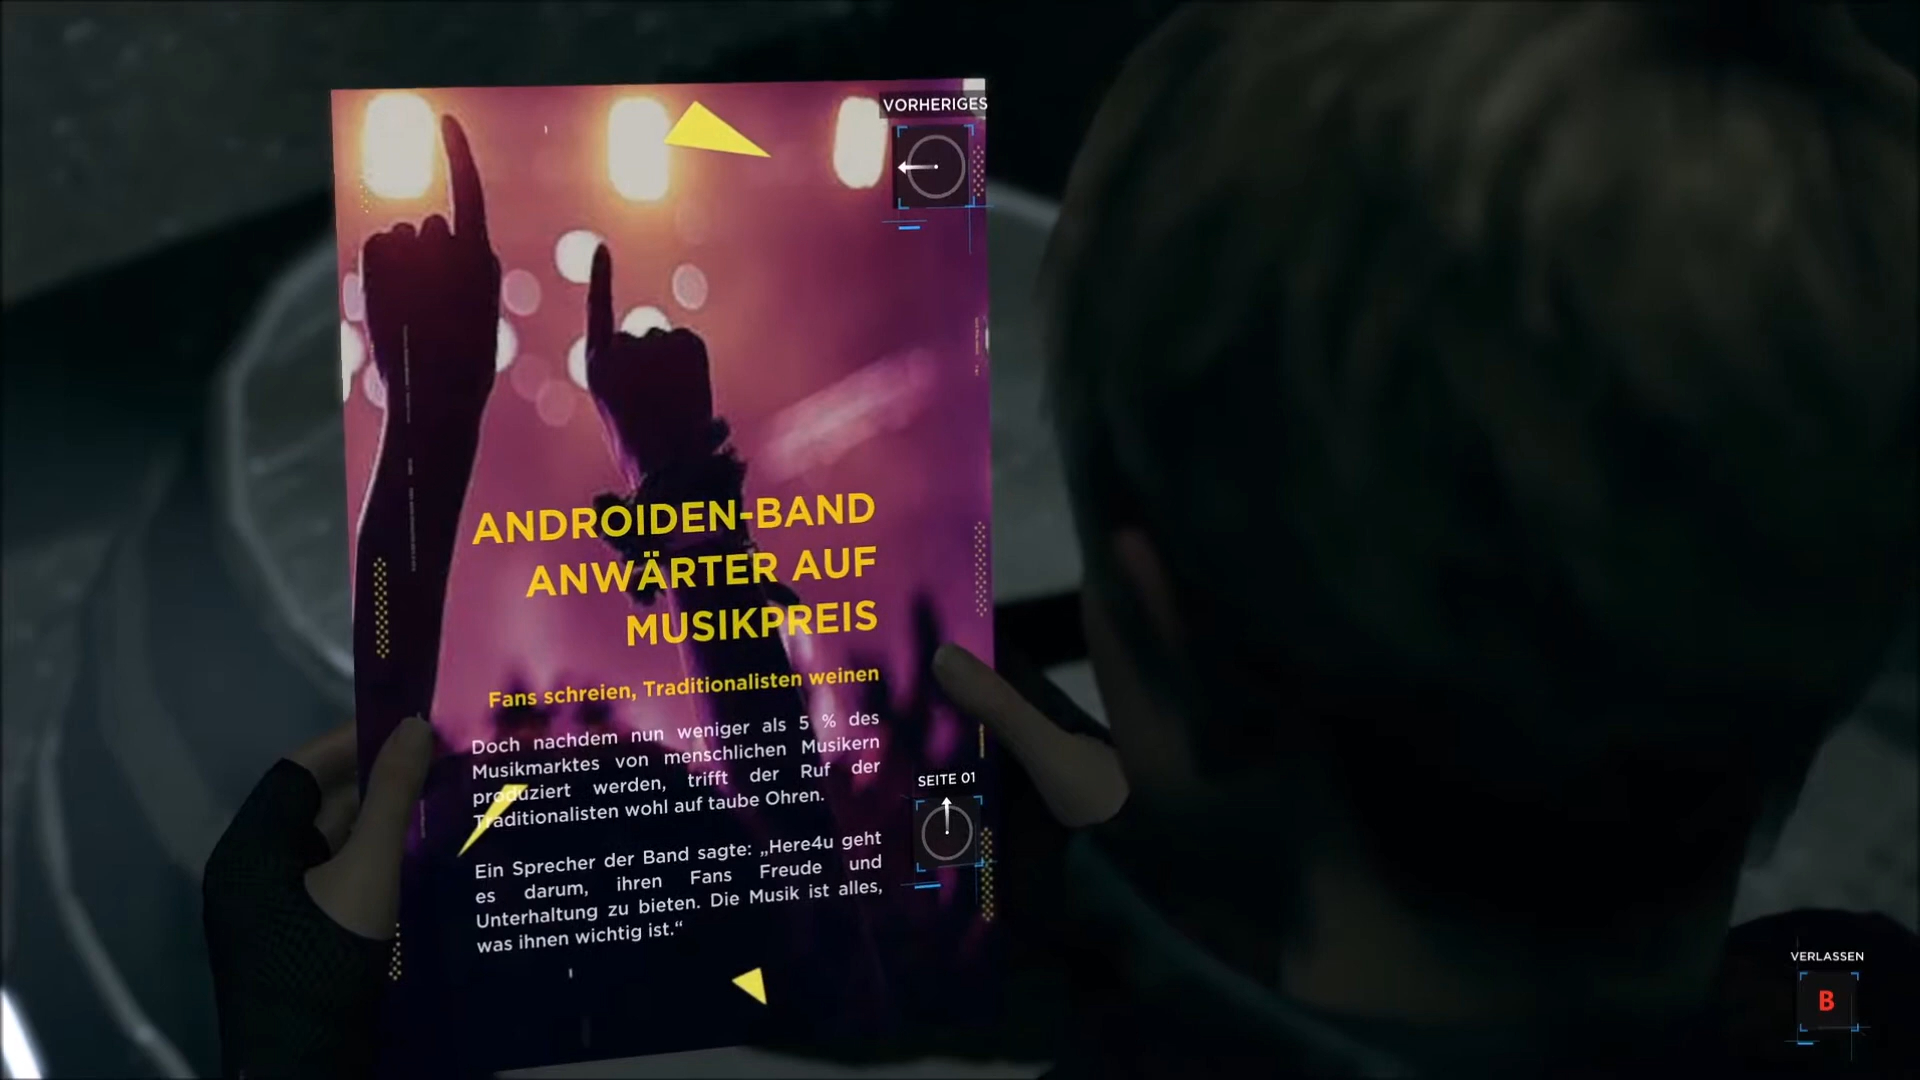 VORHERIGES
ANDROIDEN-BAND
ANWÄRTER AUF
MUSIKPREIS
Fans schreien, Traditionalisten weinen
Doch nachdem nun weniger als 5 % des
Musikmarktes von menschlichen Musikern
produziert werden, trifft der Ruf der
Traditionalisten wohl auf taube Ohren.
Ein Sprecher der Band sagte: „Here4u geht
es darum, ihren Fans Freude und
Unterhaltung zu bieten. Die Musik ist alles,
was ihnen wichtig ist.“
SEITE 01
VERLASSEN
B